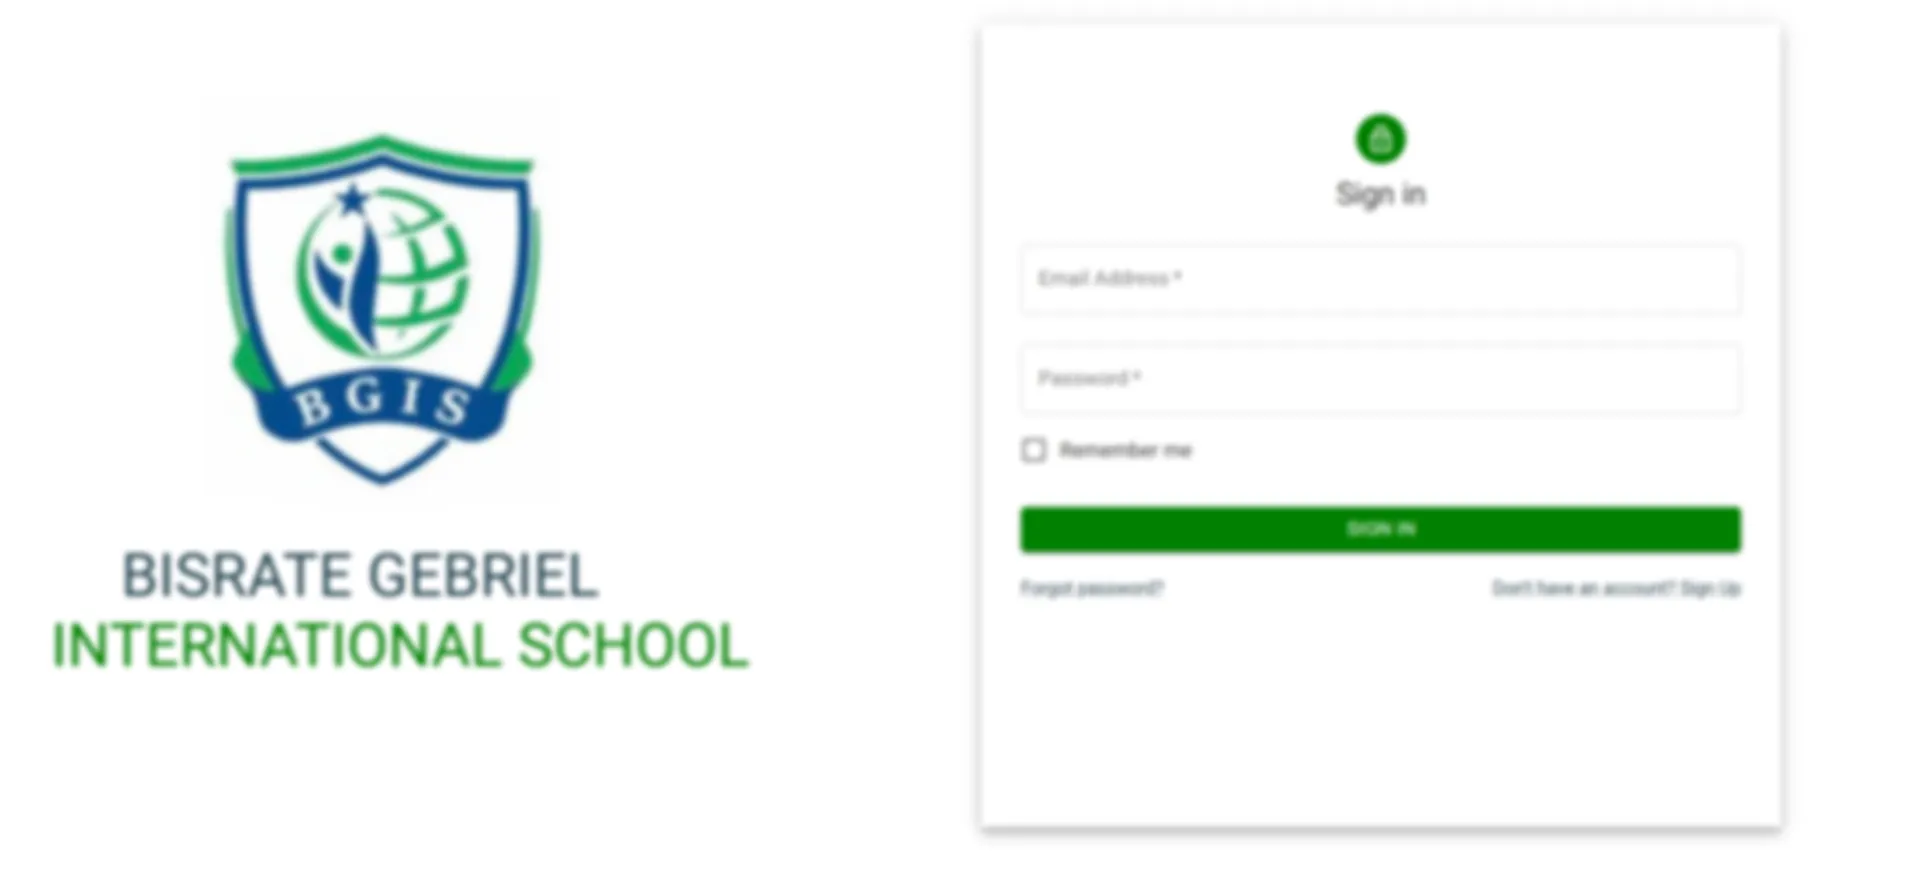 BGIS
BISRATE GEBRIEL
INTERNATIONAL SCHOOL
Sign in
Email Address *
Password *
Remember me
SIGN IN
Forgot password?
Don't have an account? Sign Up